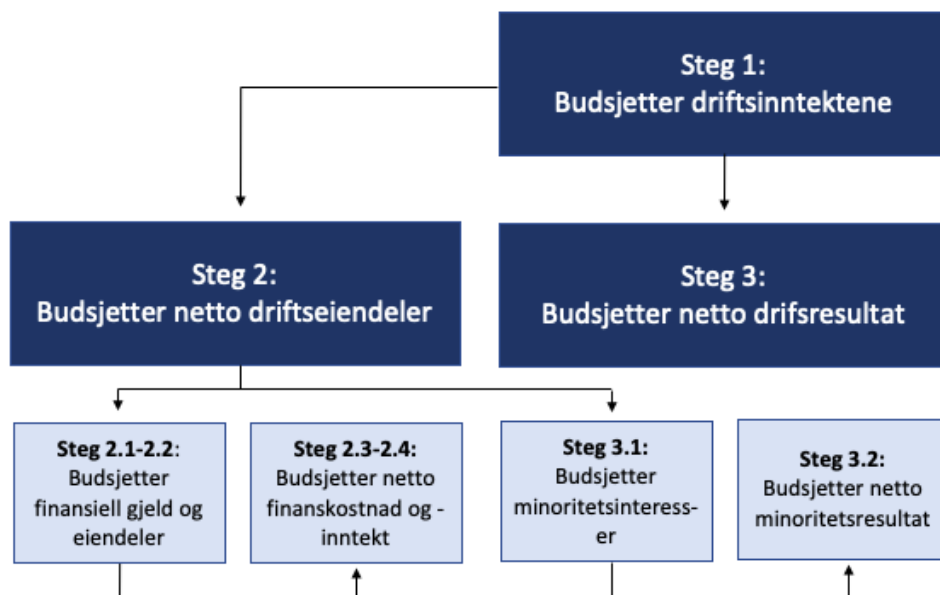 Steg 1:
Budsjetter driftsinntektene
Steg 2:
Budsjetter netto driftseiendeler
Steg 3:
Budsjetter netto drifsresultat
Steg 2.1-2.2:
Budsjetter
finansiell gjeld og
eiendeler
Steg 2.3-2.4:
Budsjetter netto
finanskostnad og -
inntekt
Steg 3.1:
Budsjetter
minoritetsinteress-
er
Steg 3.2:
Budsjetter netto
minoritetsresultat